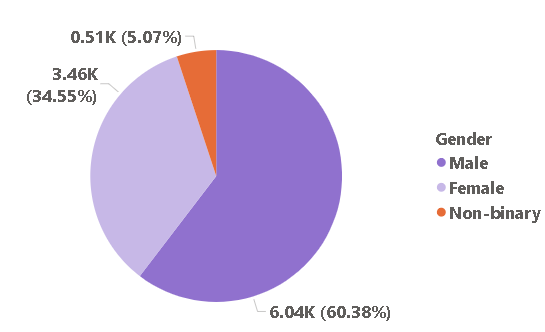 0.51K (5.07%)
3.46K
(34.55%)
Gender
Male
Female
Non-binary
6.04K (60.38%)